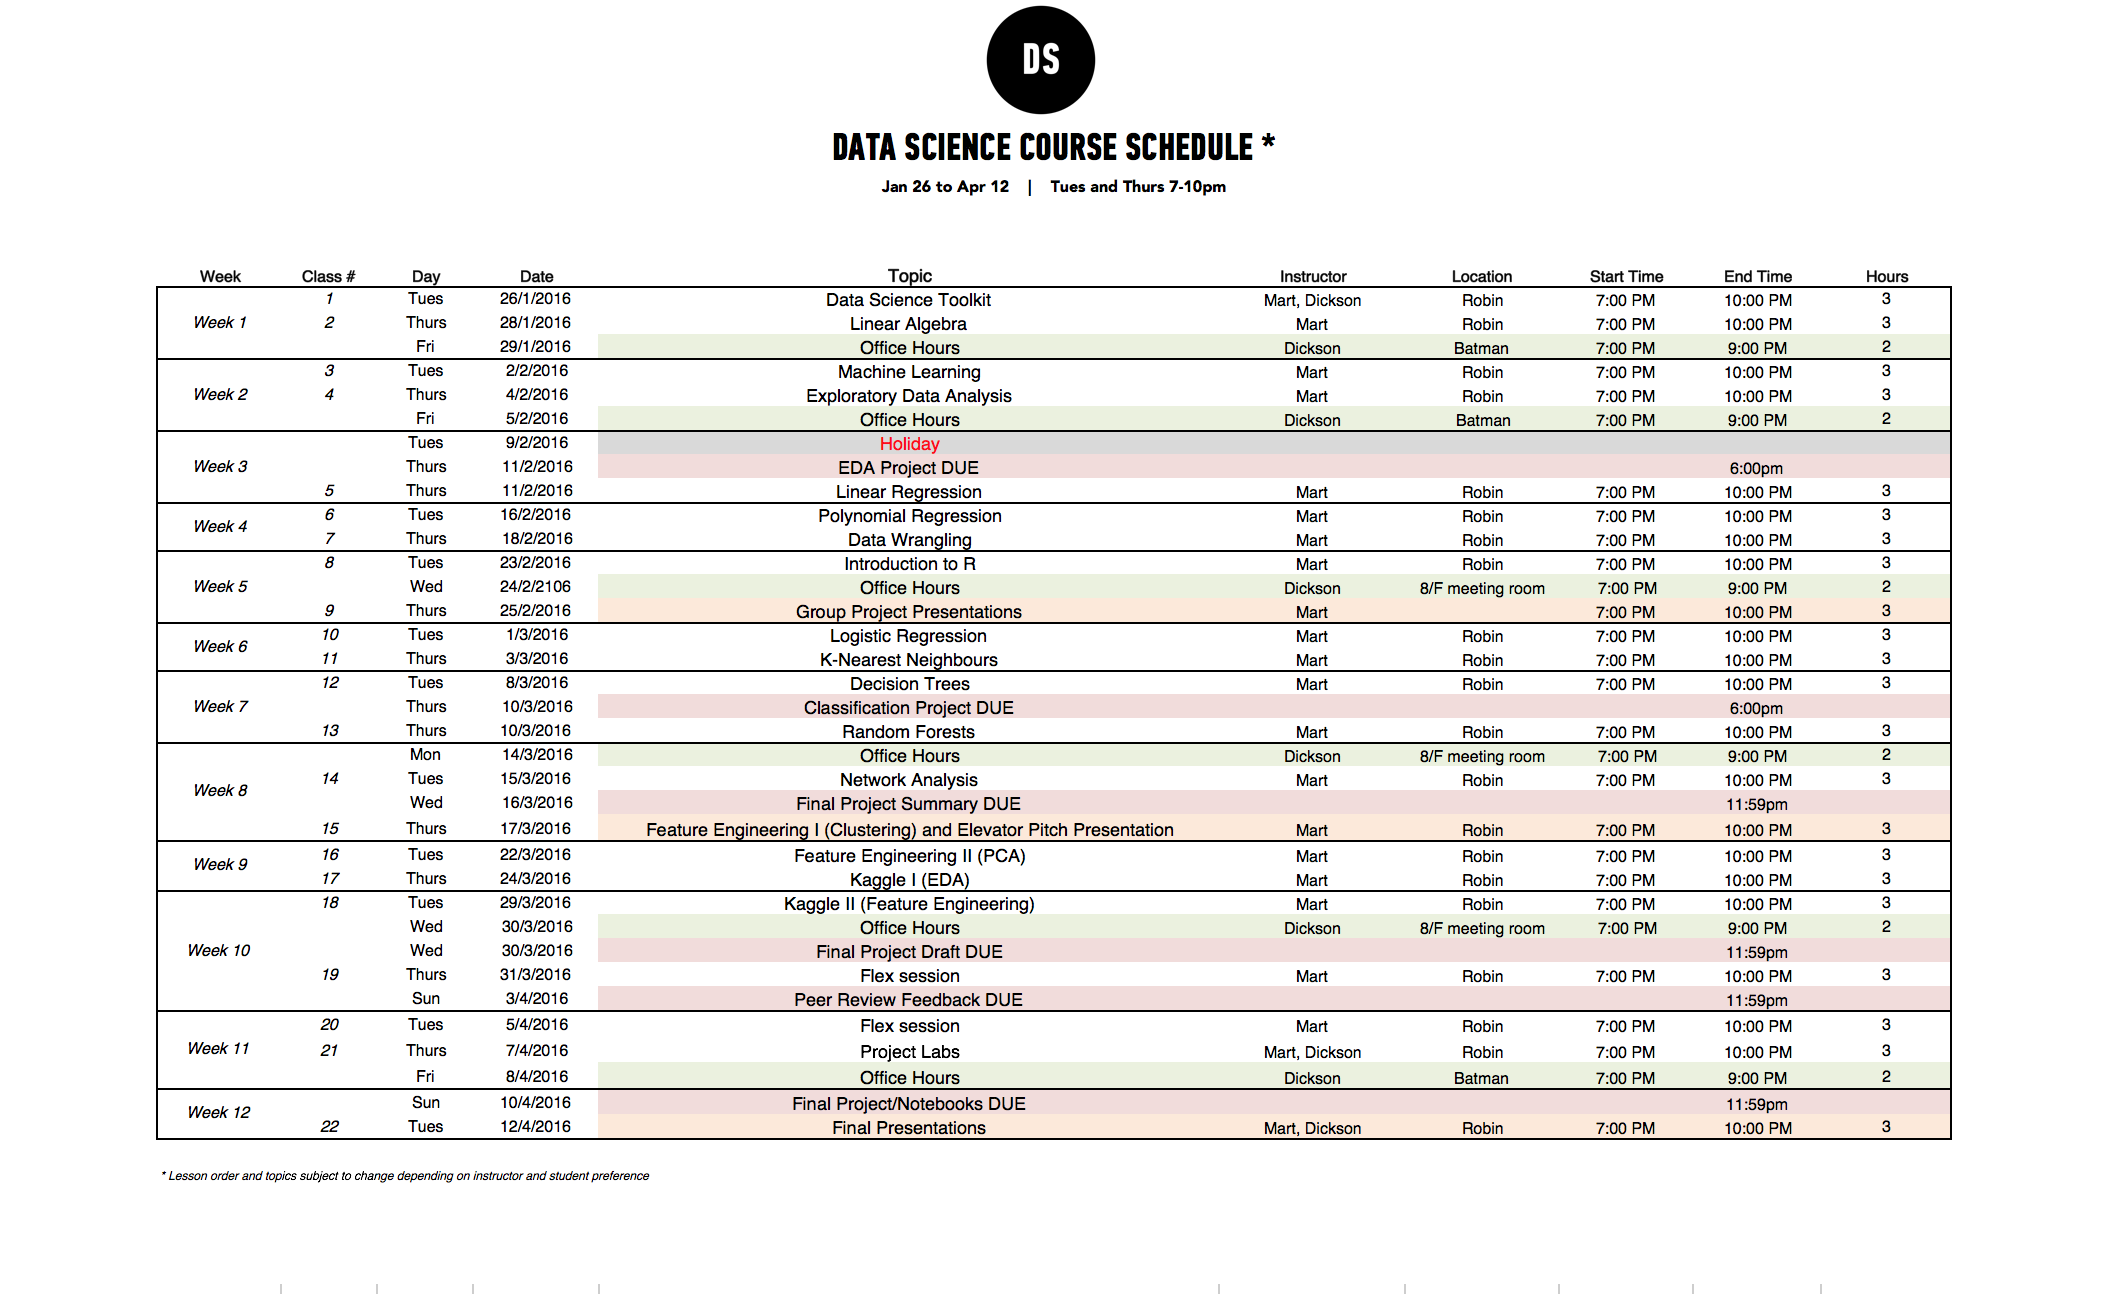 DS
DATA SCIENCE COURSE SCHEDULE *
Jan 26 to Apr 12 | Tues and Thurs 7-10pm
Week Class # Day Date Topic Instructor Location Start Time End Time Hours
1 Tues 26/1/2016 Data Science Toolkit Mart, Dickson Robin 7:00 PM 10:00 PM 3
Week 1 2 Thurs 28/1/2016 Linear Algebra Mart Robin 7:00 PM 10:00 PM 3
Fri 29/1/2016 Office Hours Dickson Batman 7:00 PM 9:00 PM 2
3 Tues 2/2/2016 Machine Learning Mart Robin 7:00 PM 10:00 PM 3
Week 2 4 Thurs 4/2/2016 Exploratory Data Analysis Mart Robin 7:00 PM 10:00 PM 3
Fri 5/2/2016 Office Hours Dickson Batman 7:00 PM 9:00 PM 2
Tues 9/2/2016 Holiday
Week 3 Thurs 11/2/2016 EDA Project DUE 6:00pm
5 Thurs 11/2/2016 Linear Regression Mart Robin 7:00 PM 10:00 PM 3
6 Tues 16/2/2016 Polynomial Regression Mart Robin 7:00 PM 10:00 PM 3
Week 4
7 Thurs 18/2/2016 Data Wrangling Mart Robin 7:00 PM 10:00 PM 3
8 Tues 23/2/2016 Introduction to R Mart Robin 7:00 PM 10:00 PM 3
Week 5 Wed 24/2/2106 Office Hours Dickson 8/F meeting room 7:00 PM 9:00 PM 2
9 Thurs 25/2/2016 Group Project Presentations Mart 7:00 PM 10:00 PM 3
10 Tues 1/3/2016 Logistic Regression Mart Robin 7:00 PM 10:00 PM 3
Week 6
11 Thurs 3/3/2016 K-Nearest Neighbours Mart Robin 7:00 PM 10:00 PM 3
12 Tues 8/3/2016 Decision Trees Mart Robin 7:00 PM 10:00 PM 3
Week 7 Thurs 10/3/2016 Classification Project DUE 6:00pm
13 Thurs 10/3/2016 Random Forests Mart Robin 7:00 PM 10:00 PM 3
Mon 14/3/2016 Office Hours Dickson 8/F meeting room 7:00 PM 9:00 PM 2
14 Tues 15/3/2016 Network Analysis Mart Robin 7:00 PM 10:00 PM 3
Week 8
Wed 16/3/2016 Final Project Summary DUE 11:59pm
15 Thurs 17/3/2016 Feature Engineering I (Clustering) and Elevator Pitch Presentation Mart Robin 7:00 PM 10:00 PM 3
16 Tues 22/3/2016 Feature Engineering II (PCA) Mart Robin 7:00 PM 10:00 PM 3
Week 9
17 Thurs 24/3/2016 Kaggle I (EDA) Mart Robin 7:00 PM 10:00 PM 3
18 Tues 29/3/2016 Kaggle II (Feature Engineering) Mart Robin 7:00 PM 10:00 PM 3
Wed 30/3/2016 Office Hours Dickson 8/F meeting room 7:00 PM 9:00 PM 2
Week 10 Wed 30/3/2016 Final Project Draft DUE 11:59pm
19 Thurs 31/3/2016 Flex session Mart Robin 7:00 PM 10:00 PM 3
Sun 3/4/2016 Peer Review Feedback DUE 11:59pm
20 Tues 5/4/2016 Flex session Mart Robin 7:00 PM 10:00 PM 3
Week 11 21 Thurs 7/4/2016 Project Labs Mart, Dickson Robin 7:00 PM 10:00 PM 3
Fri 8/4/2016 Office Hours Dickson Batman 7:00 PM 9:00 PM 2
Sun 10/4/2016 Final Project/Notebooks DUE 11:59pm
Week 12
22 Tues 12/4/2016 Final Presentations Mart, Dickson Robin 7:00 PM 10:00 PM 3
* Lesson order and topics subject to change depending on instructor and student preference